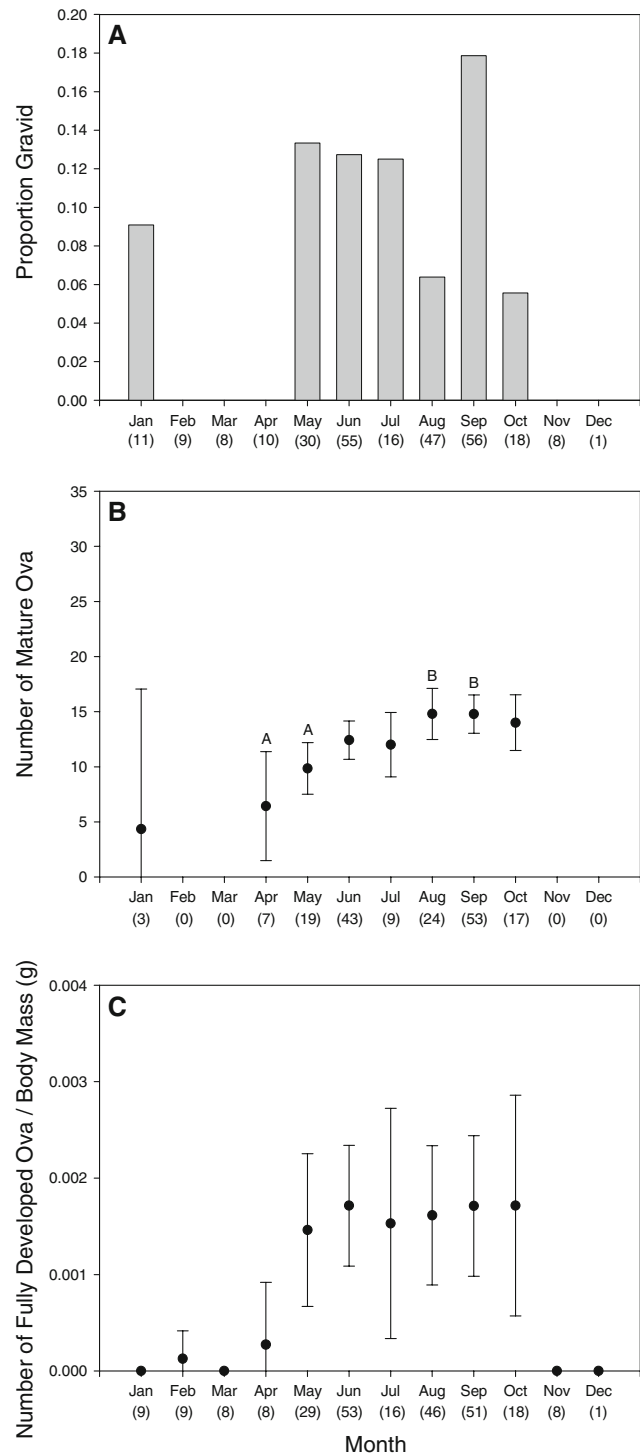 A
Proportion Gravid
0.20
0.18
0.16
0.14
0.12
0.10
0.08
0.06
0.04
0.02
0.00
Jan Feb Mar Apr May Jun Jul Aug Sep Oct Nov Dec
(11) (9) (8) (10) (30) (55) (16) (47) (56) (18) (8) (1)
B
Number of Mature Ova
35
30
25
20
15
10
5
0
A A B B
Jan Feb Mar Apr May Jun Jul Aug Sep Oct Nov Dec
(3) (0) (0) (7) (19) (43) (9) (24) (53) (17) (0) (0)
C
Number of Fully Developed Ova / Body Mass (g)
0.004
0.003
0.002
0.001
0.000
Jan Feb Mar Apr May Jun Jul Aug Sep Oct Nov Dec
(9) (9) (8) (8) (29) (53) (16) (46) (51) (18) (8) (1)
Month